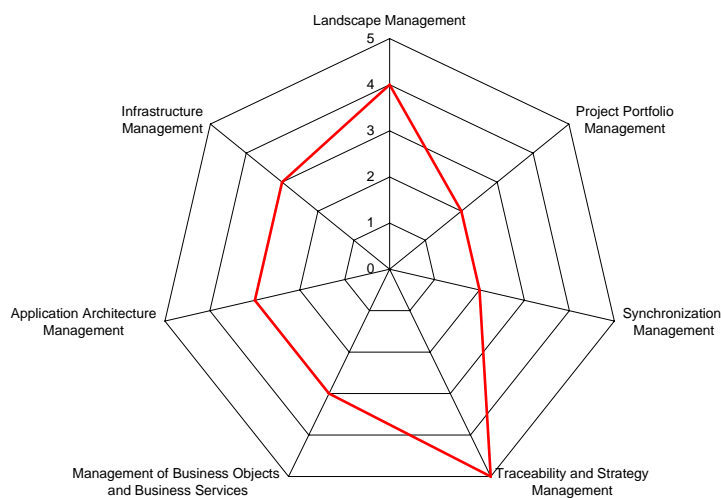 Landscape Management
5
4
3
2
1
0
Project Portfolio
Management
Synchronization
Management
Traceability and Strategy
Management
Management of Business Objects
and Business Services
Application Architecture
Management
Infrastructure
Management